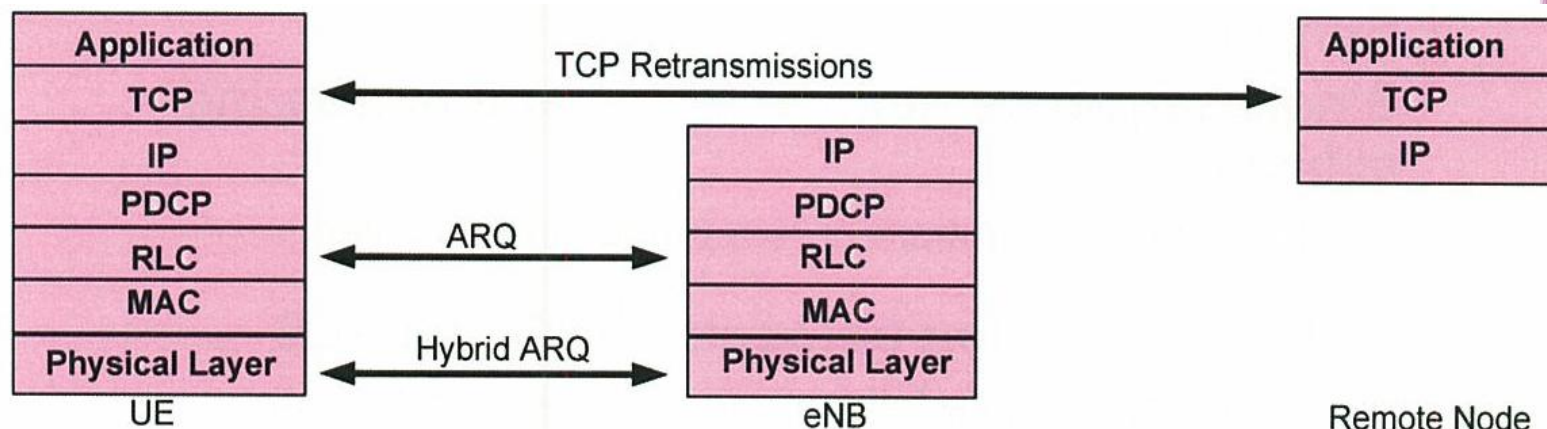 Application
TCP
IP
PDCP
RLC
MAC
Physical Layer
UE
TCP Retransmissions
ARQ
Hybrid ARQ
IP
PDCP
RLC
MAC
Physical Layer
eNB
Application
TCP
IP
Remote Node